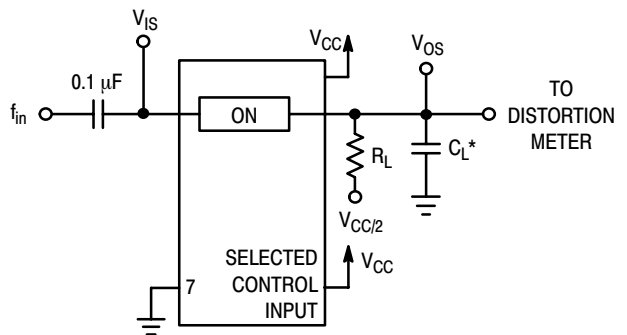 V_IS
V_CC
V_OS
0.1 µF
f_in
ON
TO
DISTORTION
METER
R_L
C_L*
V_CC/2
SELECTED
CONTROL
INPUT
V_CC
7